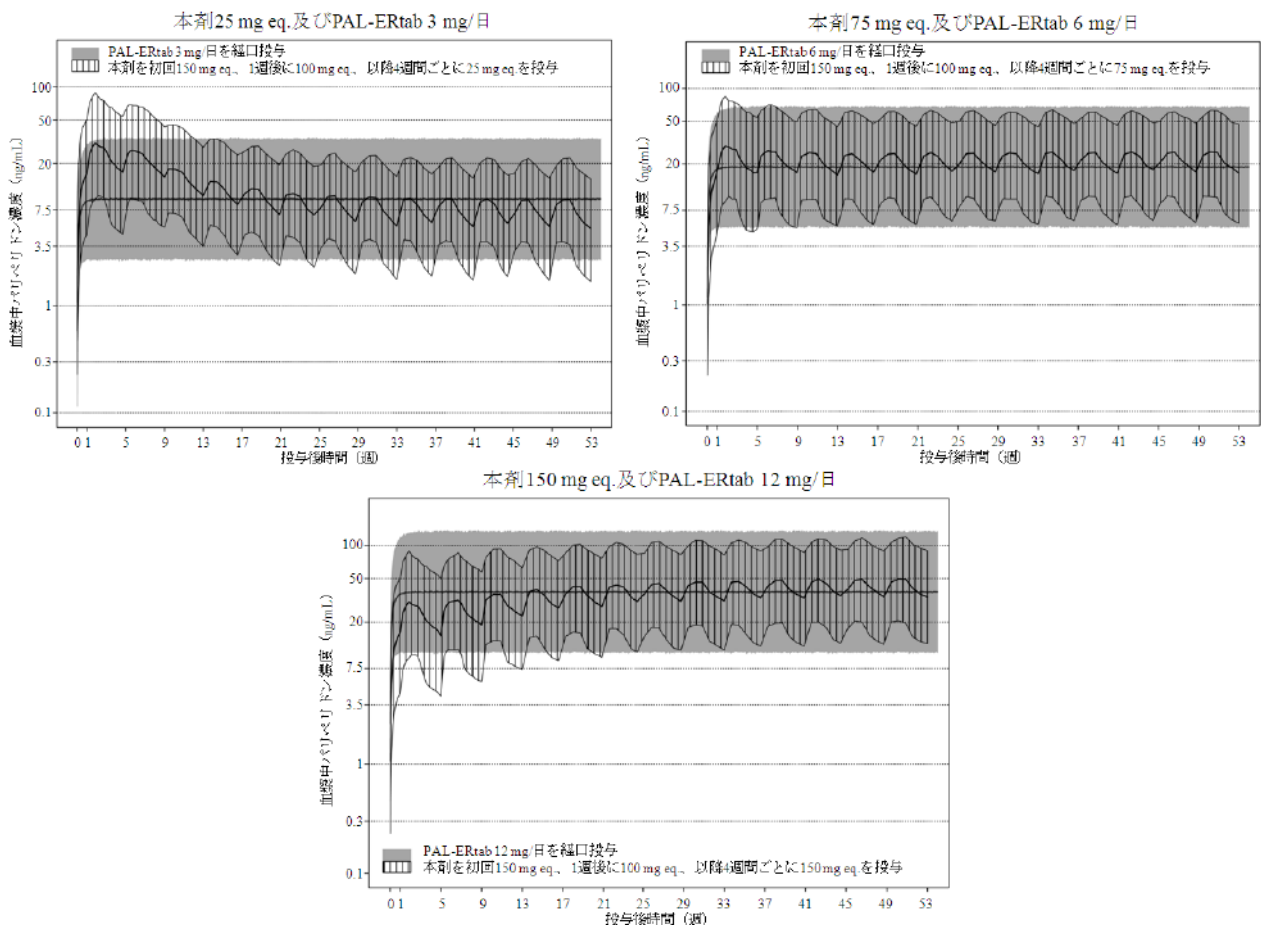 本剤25 mg eq.及びPAL-ERtab 3 mg/日
PAL-ERtab 3 mg/日を経口投与
本剤を初回150 mg eq.、1週後に100 mg eq.、以降4週間ごとに25 mg eq.を投与
血漿中パリペリドン濃度 (ng/mL)
100
50
20
7.5
3.5
1
0.3
0.1
0 1 5 9 13 17 21 25 29 33 37 41 45 49 53
投与後時間 (週)
本剤75 mg eq.及びPAL-ERtab 6 mg/日
PAL-ERtab 6 mg/日を経口投与
本剤を初回150 mg eq.、1週後に100 mg eq.、以降4週間ごとに75 mg eq.を投与
血漿中パリペリドン濃度 (ng/mL)
100
50
20
7.5
3.5
1
0.3
0.1
0 1 5 9 13 17 21 25 29 33 37 41 45 49 53
投与後時間 (週)
本剤150 mg eq.及びPAL-ERtab 12 mg/日
血漿中パリペリドン濃度 (ng/mL)
100
50
20
7.5
3.5
1
0.3
0.1
PAL-ERtab 12 mg/日を経口投与
本剤を初回150 mg eq.、1週後に100 mg eq.、以降4週間ごとに150 mg eq.を投与
0 1 5 9 13 17 21 25 29 33 37 41 45 49 53
投与後時間 (週)